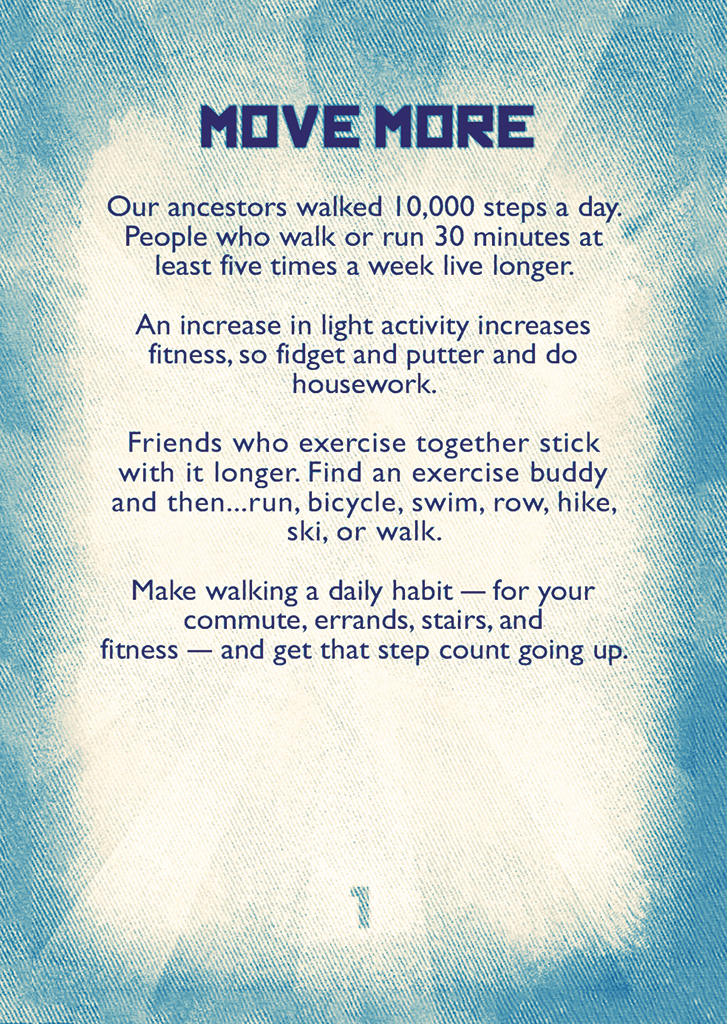 MOVE MORE
Our ancestors walked 10,000 steps a day.
People who walk or run 30 minutes at
least five times a week live longer.
An increase in light activity increases
fitness, so fidget and putter and do
housework.
Friends who exercise together stick
with it longer. Find an exercise buddy
and then...run, bicycle, swim, row, hike,
ski, or walk.
Make walking a daily habit — for your
commute, errands, stairs, and
fitness — and get that step count going up.
1